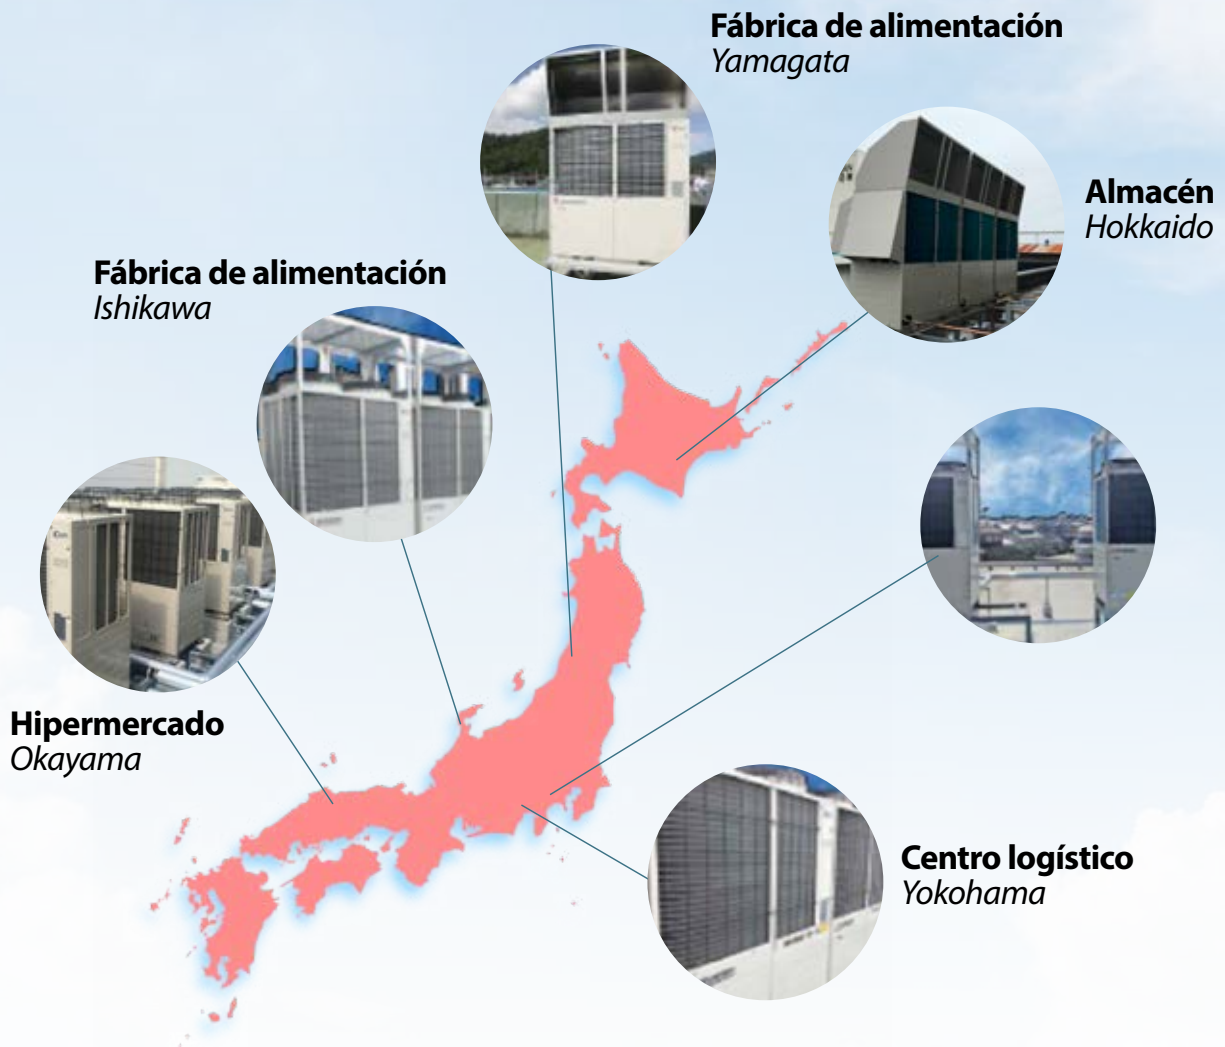 Fábrica de alimentación
Yamagata
Almacén
Hokkaido
Fábrica de alimentación
Ishikawa
Hipermercado
Okayama
Centro logístico
Yokohama